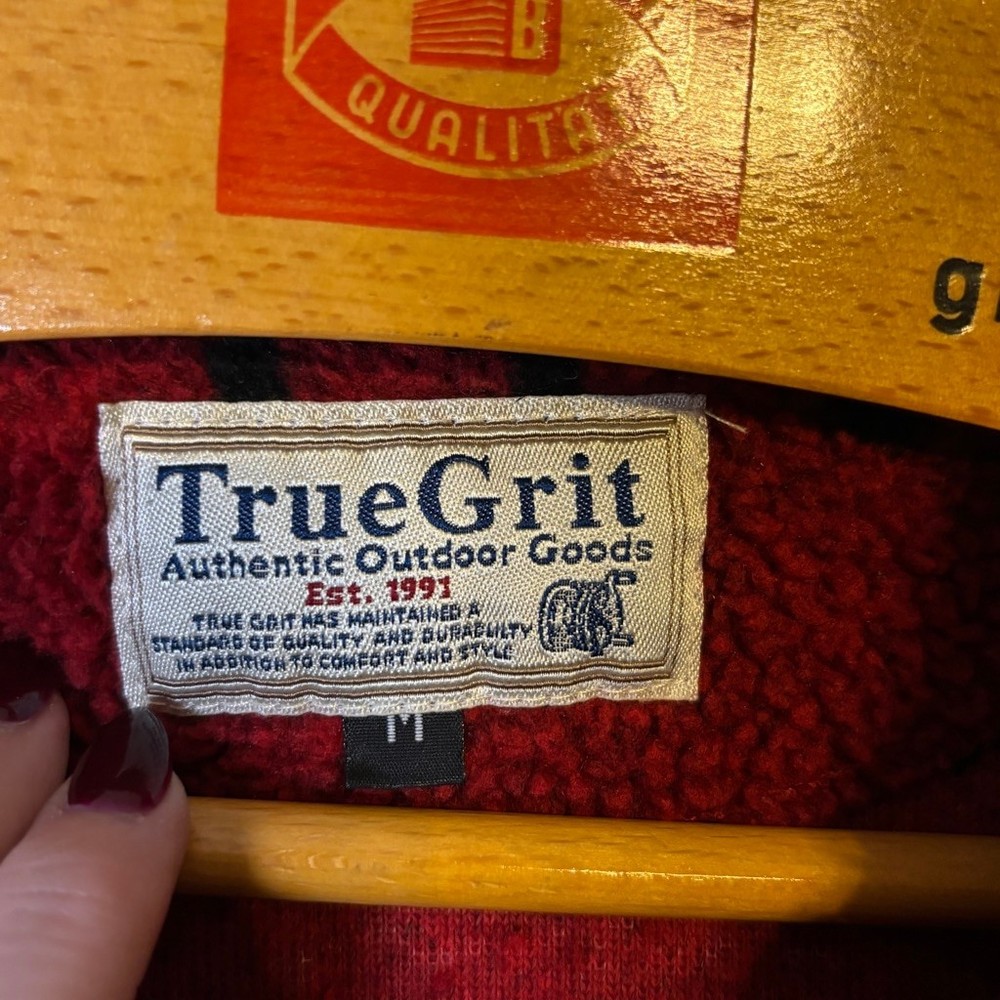 B
QUALITA
g
TrueGrit
Authentic Outdoor Goods
Est. 1991
TRUE GRIT HAS MAINTAINED A
STANDARD OF QUALITY AND DURABILITY
IN ADDITION TO COMFORT AND STYLE
M